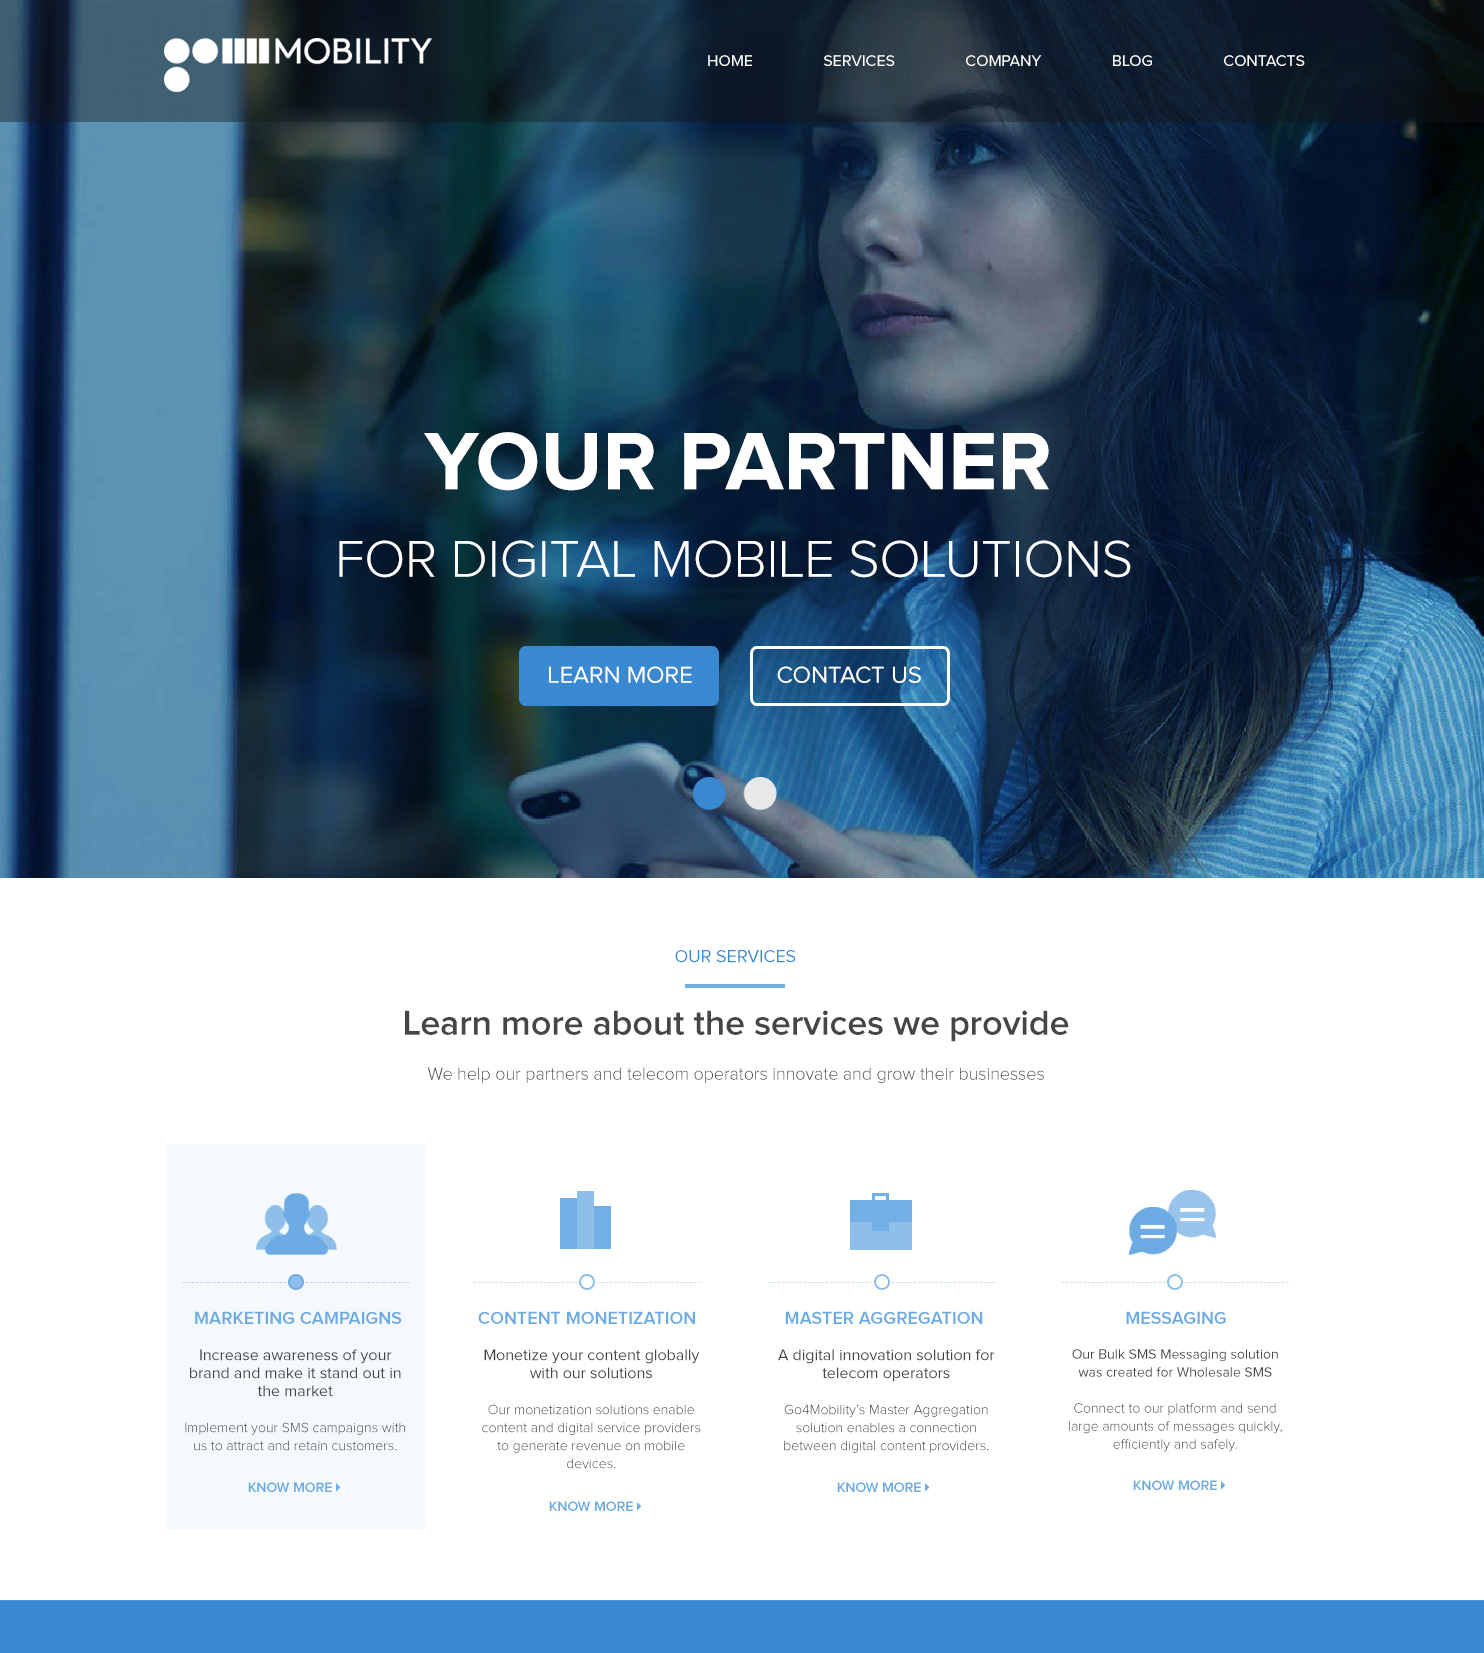 MOBILITY
HOME SERVICES COMPANY BLOG CONTACTS
YOUR PARTNER
FOR DIGITAL MOBILE SOLUTIONS
LEARN MORE CONTACT US
OUR SERVICES
Learn more about the services we provide
We help our partners and telecom operators innovate and grow their businesses
MARKETING CAMPAIGNS
Increase awareness of your
brand and make it stand out in
the market
Implement your SMS campaigns with
us to attract and retain customers.
KNOW MORE
CONTENT MONETIZATION
Monetize your content globally
with our solutions
Our monetization solutions enable
content and digital service providers
to generate revenue on mobile
devices.
KNOW MORE
MASTER AGGREGATION
A digital innovation solution for
telecom operators
Go4Mobility’s Master Aggregation
solution enables a connection
between digital content providers.
KNOW MORE
MESSAGING
Our Bulk SMS Messaging solution
was created for Wholesale SMS
Connect to our platform and send
large amounts of messages quickly,
efficiently and safely.
KNOW MORE